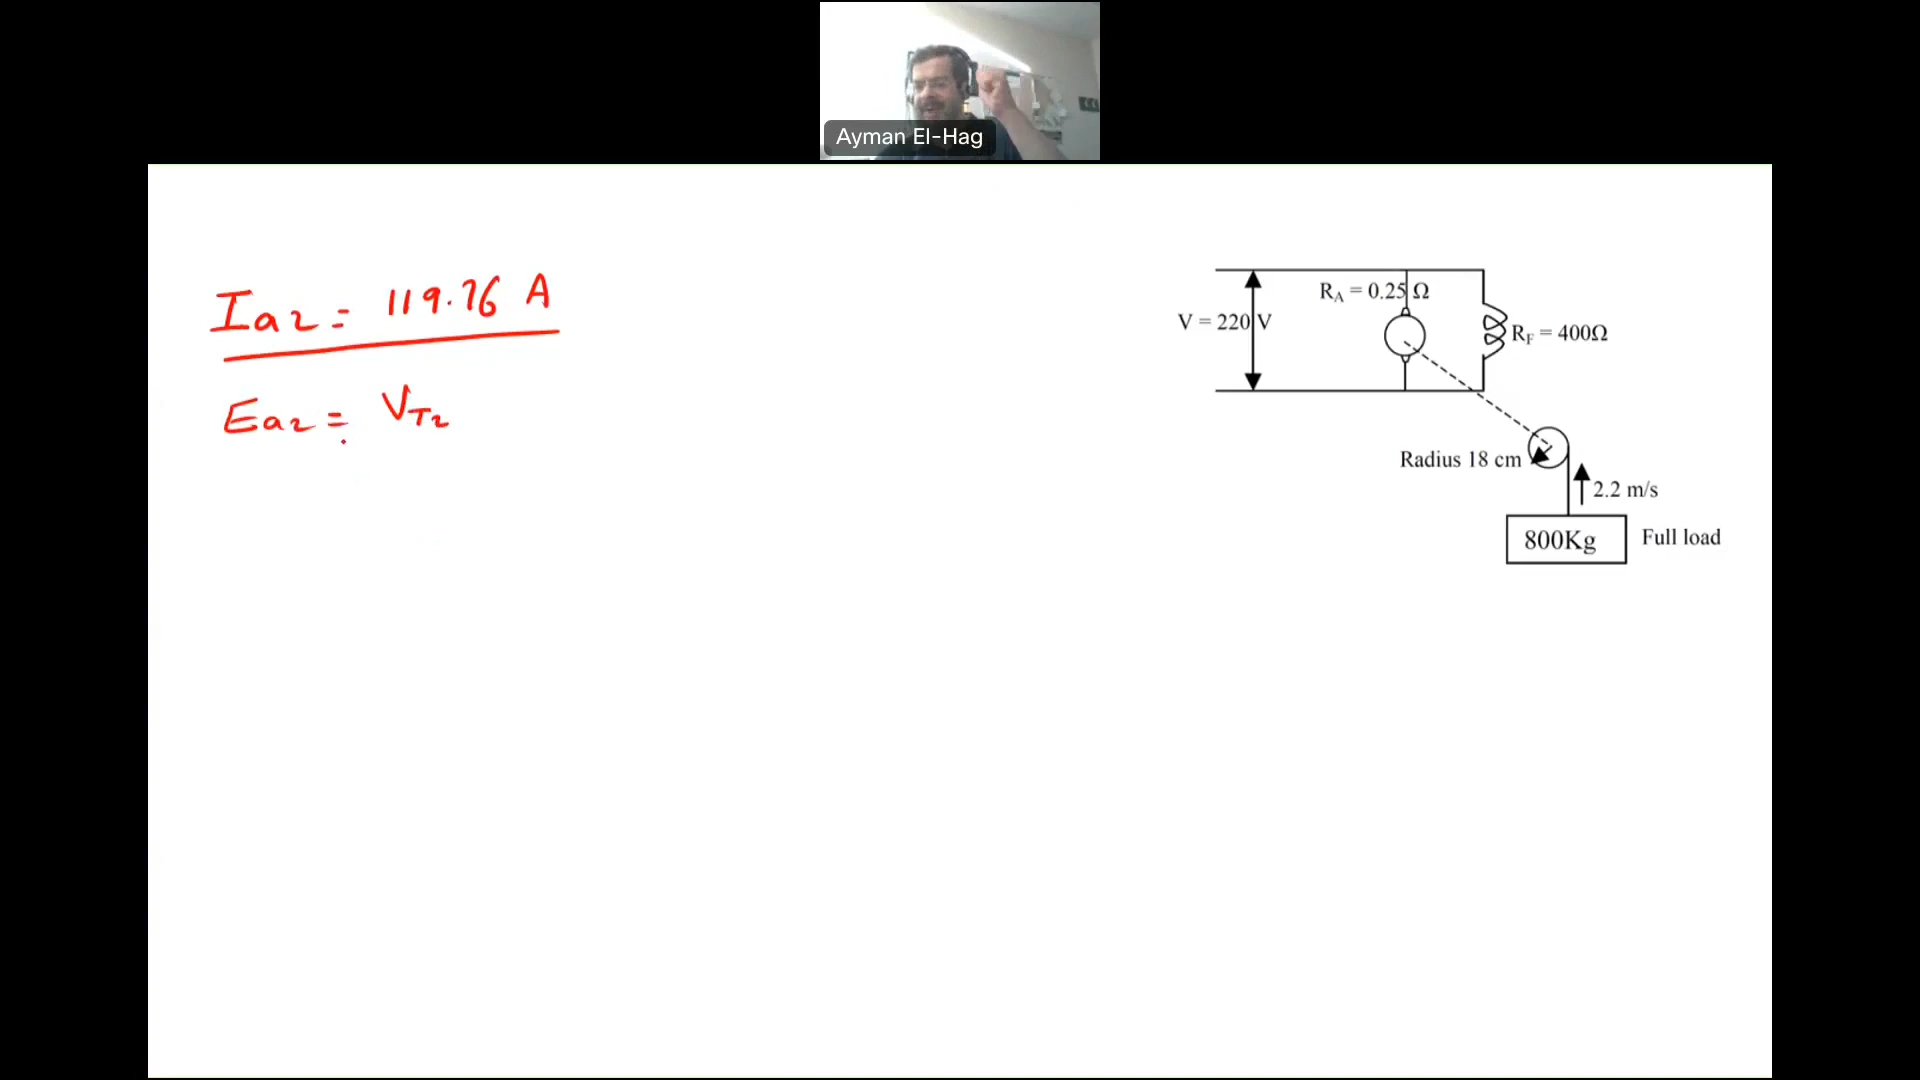 Ayman El-Hag
Ia2 = 119.76 A
Ea2 = VT2
RA = 0.25 Ω
V = 220 V
RF = 400Ω
Radius 18 cm
2.2 m/s
800Kg
Full load